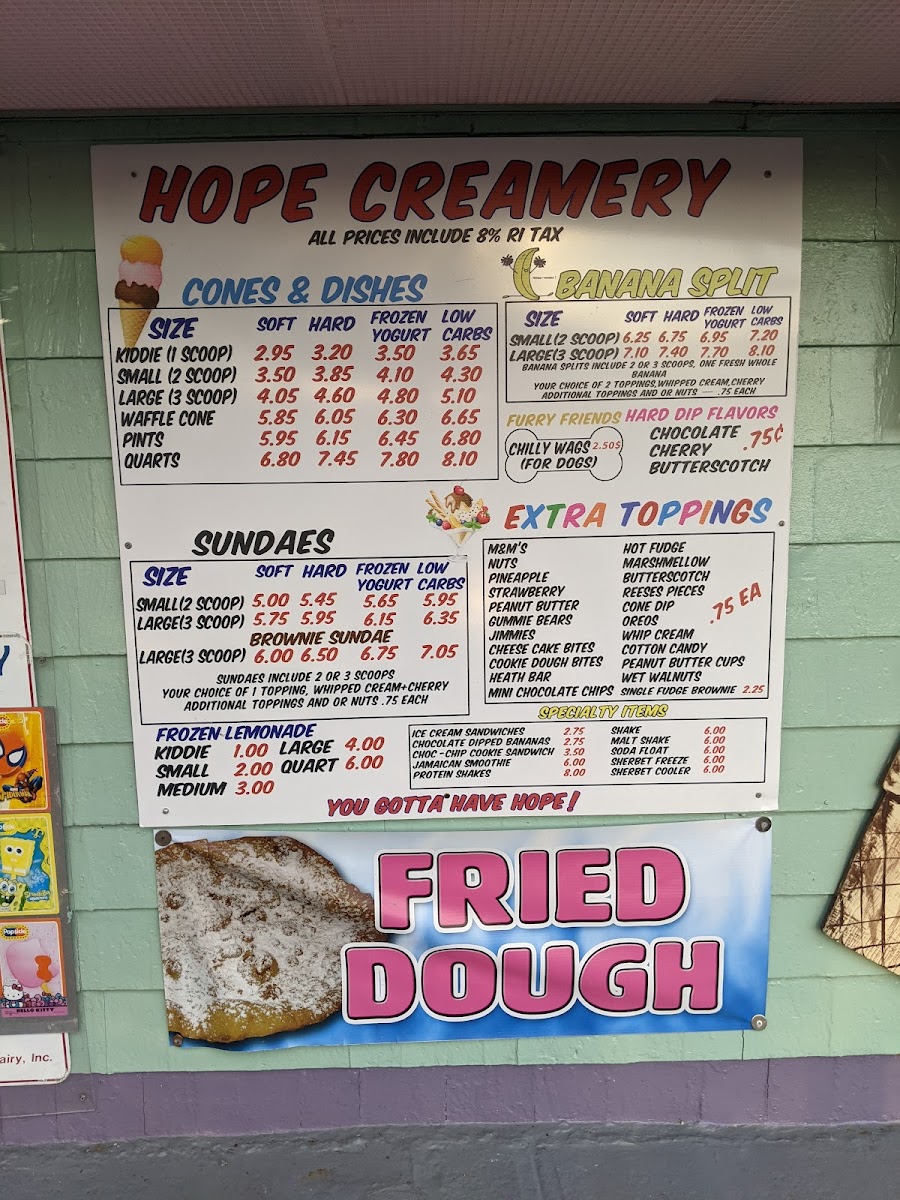 HOPE CREAMERY
ALL PRICES INCLUDE 8% RI TAX
CONES & DISHES
SIZE SOFT HARD FROZEN YOGURT LOW CARBS
KIDDIE (1 SCOOP) 2.95 3.20 3.50 3.65
SMALL (2 SCOOP) 3.50 3.85 4.10 4.30
LARGE (3 SCOOP) 4.05 4.60 4.80 5.10
WAFFLE CONE 5.85 6.05 6.30 6.65
PINTS 5.95 6.15 6.45 6.80
QUARTS 6.80 7.45 7.80 8.10
BANANA SPLIT
SIZE SOFT HARD FROZEN YOGURT LOW CARBS
SMALL(2 SCOOP) 6.25 6.75 6.95 7.20
LARGE(3 SCOOP) 7.10 7.40 7.70 8.10
BANANA SPLITS INCLUDE 2 OR 3 SCOOPS, ONE FRESH WHOLE
BANANA
YOUR CHOICE OF 2 TOPPINGS,WHIPPED CREAM,CHERRY
ADDITIONAL TOPPINGS AND OR NUTS --- .75 EACH
FURRY FRIENDS
CHILLY WAGS 2.50$
(FOR DOGS)
HARD DIP FLAVORS
CHOCOLATE
CHERRY .75¢
BUTTERSCOTCH
SUNDAES
SIZE SOFT HARD FROZEN YOGURT LOW CARBS
SMALL(2 SCOOP) 5.00 5.45 5.65 5.95
LARGE(3 SCOOP) 5.75 5.95 6.15 6.35
BROWNIE SUNDAE
LARGE(3 SCOOP) 6.00 6.50 6.75 7.05
SUNDAES INCLUDE 2 OR 3 SCOOPS
YOUR CHOICE OF 1 TOPPING, WHIPPED CREAM+CHERRY
ADDITIONAL TOPPINGS AND OR NUTS .75 EACH
EXTRA TOPPINGS
M&M'S
NUTS
PINEAPPLE
STRAWBERRY
PEANUT BUTTER
GUMMIE BEARS
JIMMIES
CHEESE CAKE BITES
COOKIE DOUGH BITES
HEATH BAR
MINI CHOCOLATE CHIPS
HOT FUDGE
MARSHMELLOW
BUTTERSCOTCH
REESES PIECES
CONE DIP
OREOS
WHIP CREAM
COTTON CANDY
PEANUT BUTTER CUPS
WET WALNUTS
SINGLE FUDGE BROWNIE 2.25
.75 EA
FROZEN LEMONADE
KIDDIE 1.00 LARGE 4.00
SMALL 2.00 QUART 6.00
MEDIUM 3.00
SPECIALTY ITEMS
ICE CREAM SANDWICHES 2.75
CHOCOLATE DIPPED BANANAS 2.75
CHOC-CHIP COOKIE SANDWICH 3.50
JAMAICAN SMOOTHIE 6.00
PROTEIN SHAKES 8.00
SHAKE 6.00
MALT SHAKE 6.00
SODA FLOAT 6.00
SHERBET FREEZE 6.00
SHERBET COOLER 6.00
YOU GOTTA HAVE HOPE!
FRIED
DOUGH
Popsicle
HELLO KITTY
airy, Inc.